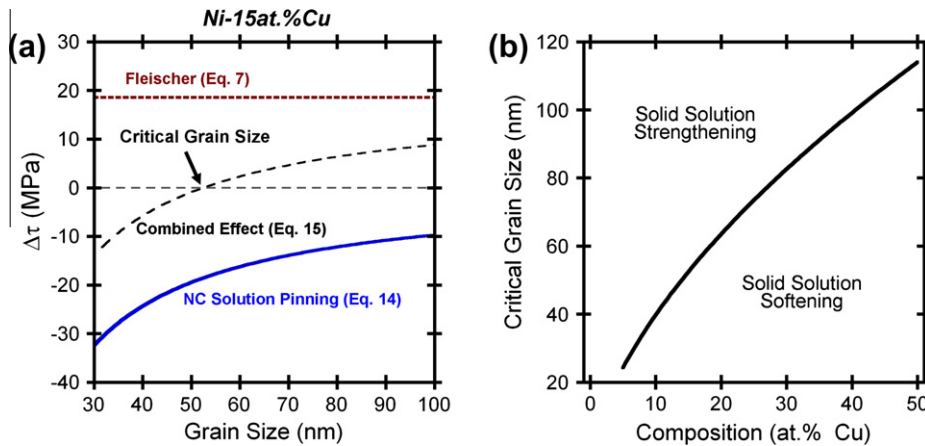 Ni-15at.%Cu
(a)
30
20
10
0
-10
-20
-30
-40
Δτ (MPa)
Fleischer (Eq. 7)
Critical Grain Size
Combined Effect (Eq. 15)
NC Solution Pinning (Eq. 14)
30 40 50 60 70 80 90 100
Grain Size (nm)
(b)
120
100
80
60
40
20
Critical Grain Size (nm)
Solid Solution
Strengthening
Solid Solution
Softening
0 10 20 30 40 50
Composition (at.% Cu)